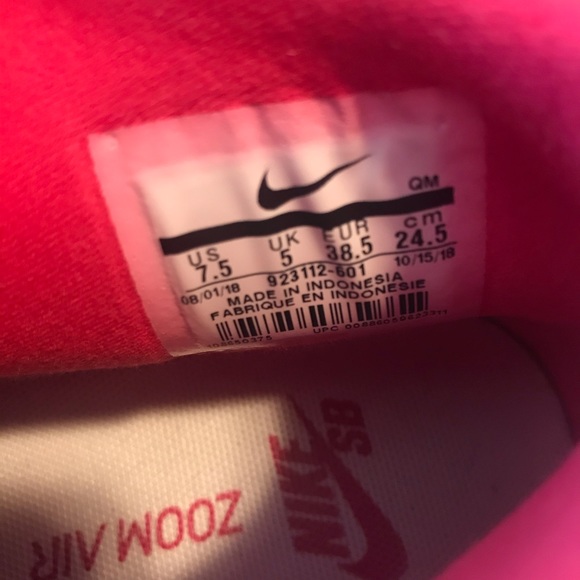 QM
US UK EUR cm
7.5 5 38.5 24.5
08/01/18 923112-601 10/15/18
MADE IN INDONESIA
FABRIQUE EN INDONESIE
UPC
NIKE SB
ZOOM AIR